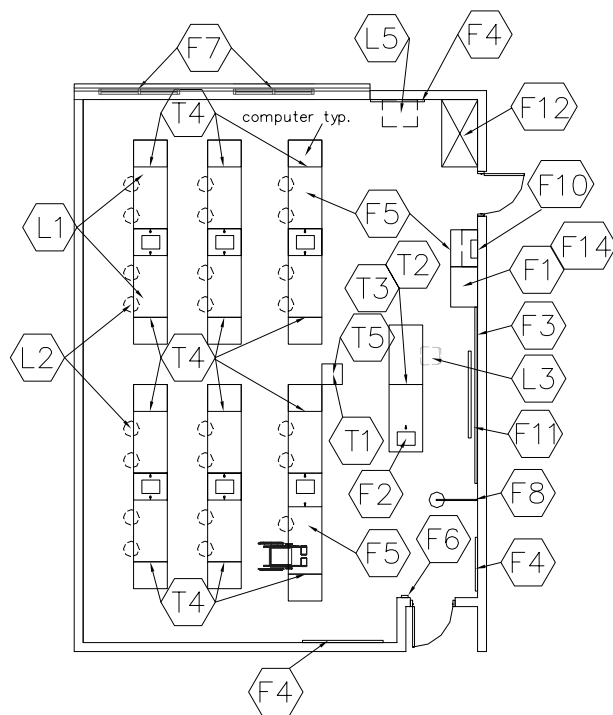 F7
L5
F4
T4
computer typ.
F12
F10
L1
F5
T2
F1
F14
T3
F3
L2
T4
T5
L3
T1
F11
F2
F8
F6
F5
F4
T4
F4